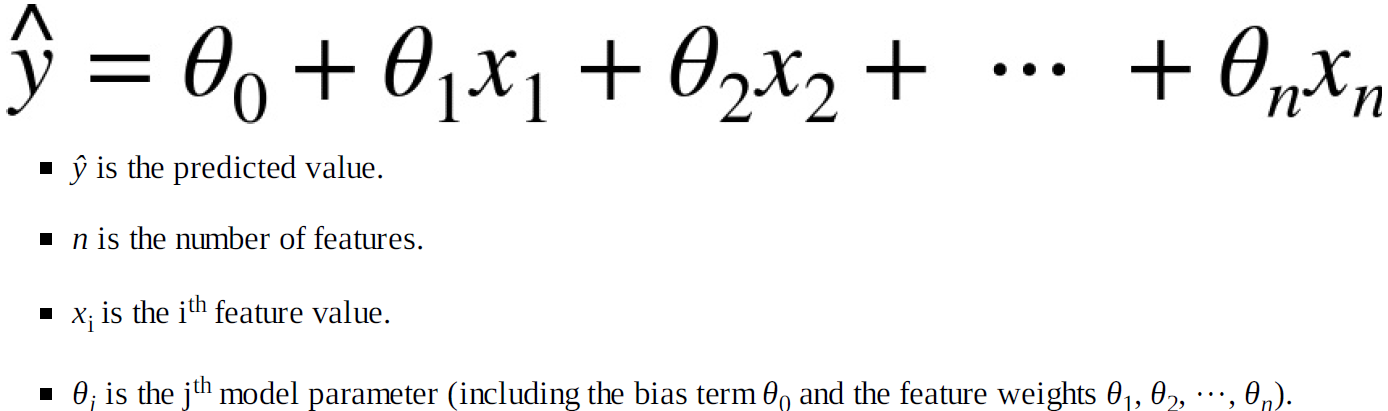 ŷ = θ₀ + θ₁x₁ + θ₂x₂ + ⋯ + θₙxₙ
▪ ŷ is the predicted value.
▪ n is the number of features.
▪ xᵢ is the iᵗʰ feature value.
▪ θⱼ is the jᵗʰ model parameter (including the bias term θ₀ and the feature weights θ₁, θ₂, ⋯, θₙ).